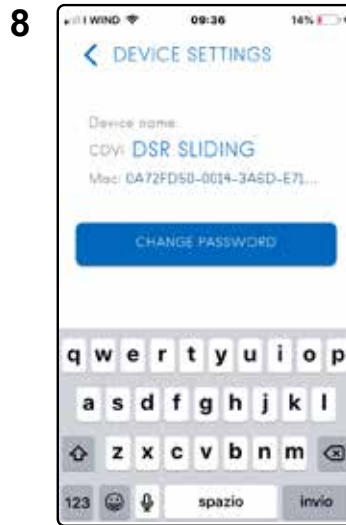 8
I WIND 09:36 14%
DEVICE SETTINGS
Device name:
COVI DSR SLIDING
Mac: 0A72FD50-0014-3A6D-E71...
CHANGE PASSWORD
q w e r t y u i o p
a s d f g h j k l
z x c v b n m
123 spazio invio